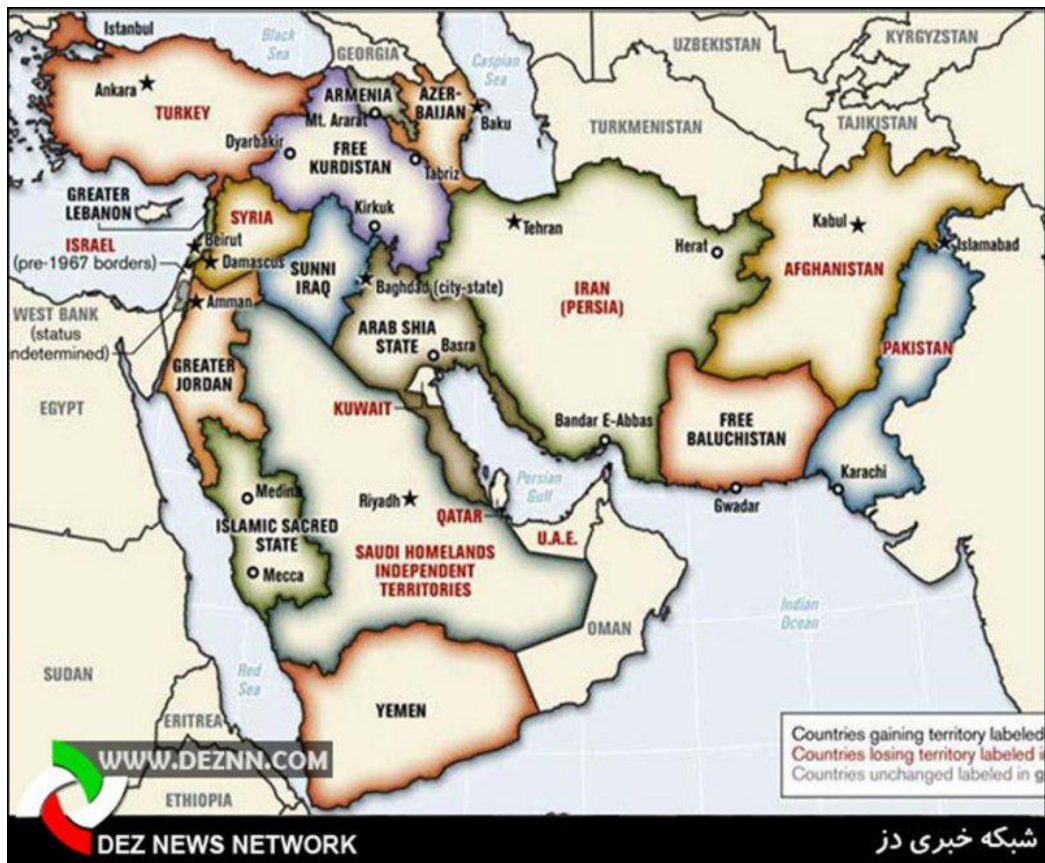 Istanbul
Black
Sea
GEORGIA
Caspian
Sea
UZBEKISTAN
KYRGYZSTAN
Ankara
TURKEY
ARMENIA
Mt. Ararat
AZER-
BAIJAN
Baku
TURKMENISTAN
TAJIKISTAN
Dyarbakir
FREE
KURDISTAN
Tabriz
GREATER
LEBANON
SYRIA
Kirkuk
Tehran
Herat
Kabul
Islamabad
ISRAEL
(pre-1967 borders)
Beirut
Damascus
SUNNI
IRAQ
Baghdad (city-state)
IRAN
(PERSIA)
AFGHANISTAN
WEST BANK
(status
ndetermined)
Amman
ARAB SHIA
STATE
Basra
PAKISTAN
GREATER
JORDAN
EGYPT
KUWAIT
Bandar E-Abbas
FREE
BALUCHISTAN
Karachi
Gwadar
Medina
Riyadh
Persian
Gulf
QATAR
U.A.E.
ISLAMIC SACRED
STATE
Mecca
SAUDI HOMELANDS
INDEPENDENT
TERRITORIES
Indian
Ocean
OMAN
SUDAN
Red
Sea
YEMEN
ERITREA
ETHIOPIA
Countries gaining territory labeled
Countries losing territory labeled i
Countries unchanged labeled in g
WWW.DEZNN.COM
DEZ NEWS NETWORK
شبکه خبری دز